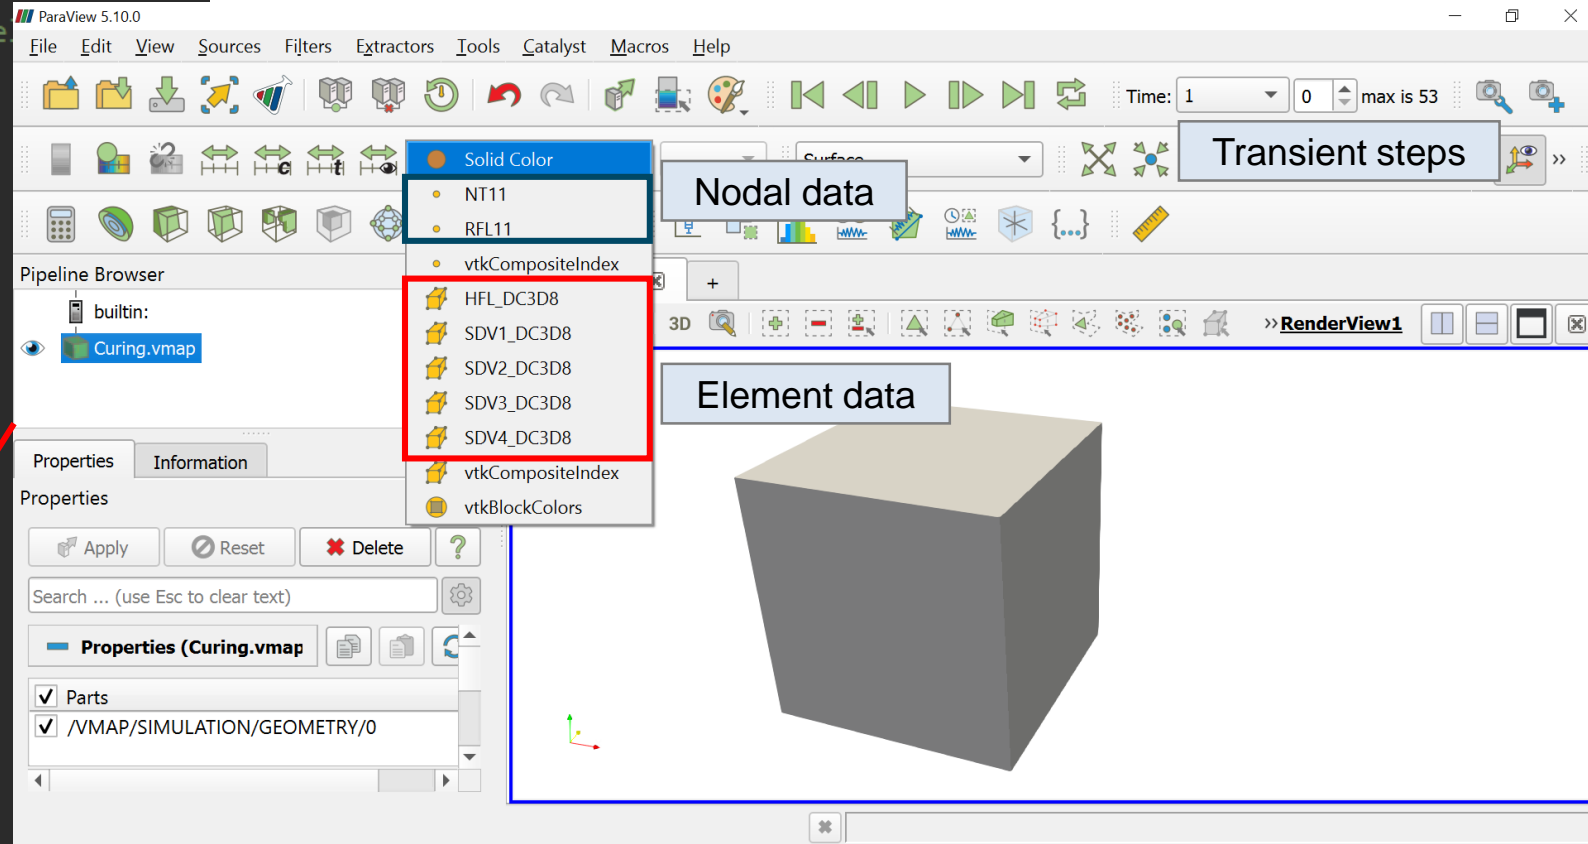 ParaView 5.10.0
File Edit View Sources Filters Extractors Tools Catalyst Macros Help
Time: 1 0 max is 53
Transient steps
Solid Color
NT11
RFL11
vtkCompositeIndex
HFL_DC3D8
SDV1_DC3D8
SDV2_DC3D8
SDV3_DC3D8
SDV4_DC3D8
vtkCompositeIndex
vtkBlockColors
Nodal data
Element data
Pipeline Browser
builtin:
Curing.vmap
+
3D
RenderView1
Properties Information
Properties
Apply Reset Delete ?
Search ... (use Esc to clear text)
Properties (Curing.vmap
Parts
/VMAP/SIMULATION/GEOMETRY/0